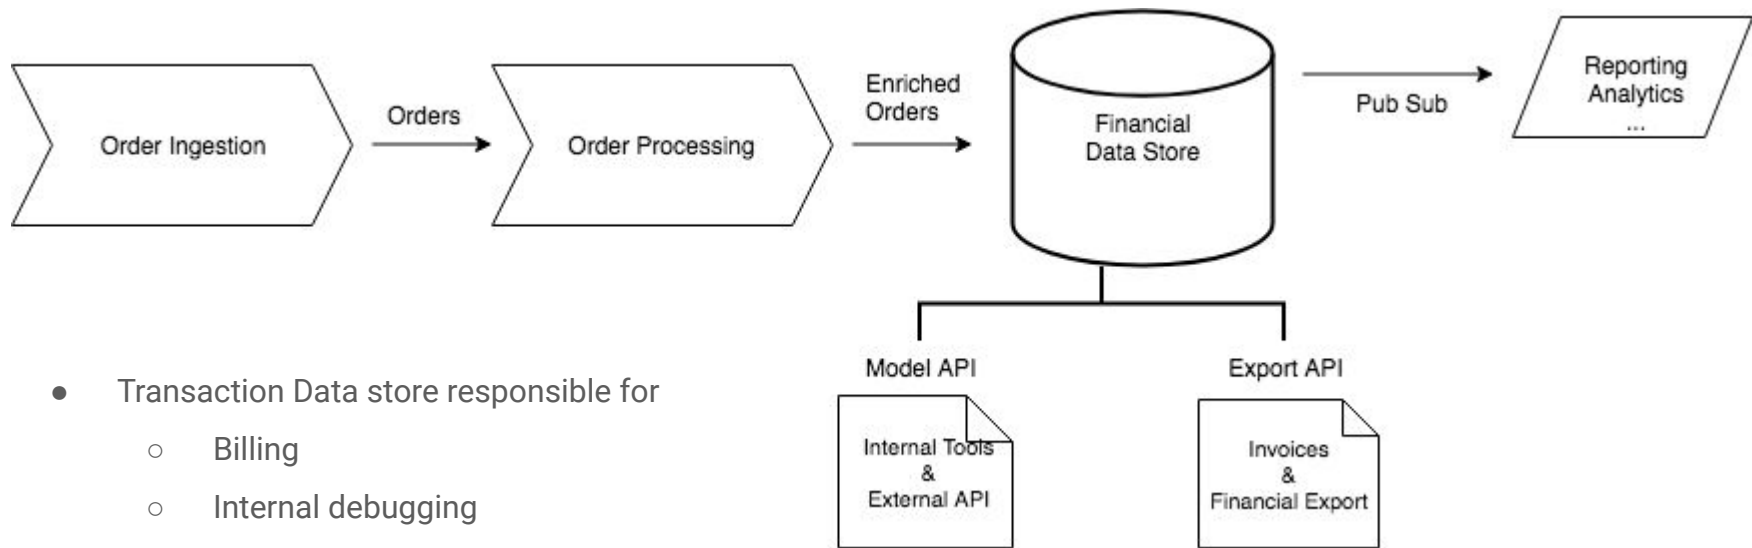 Order Ingestion
Orders
Order Processing
Enriched
Orders
Financial
Data Store
Pub Sub
Reporting
Analytics
...
Model API
Internal Tools
&
External API
Export API
Invoices
&
Financial Export
● Transaction Data store responsible for
○ Billing
○ Internal debugging